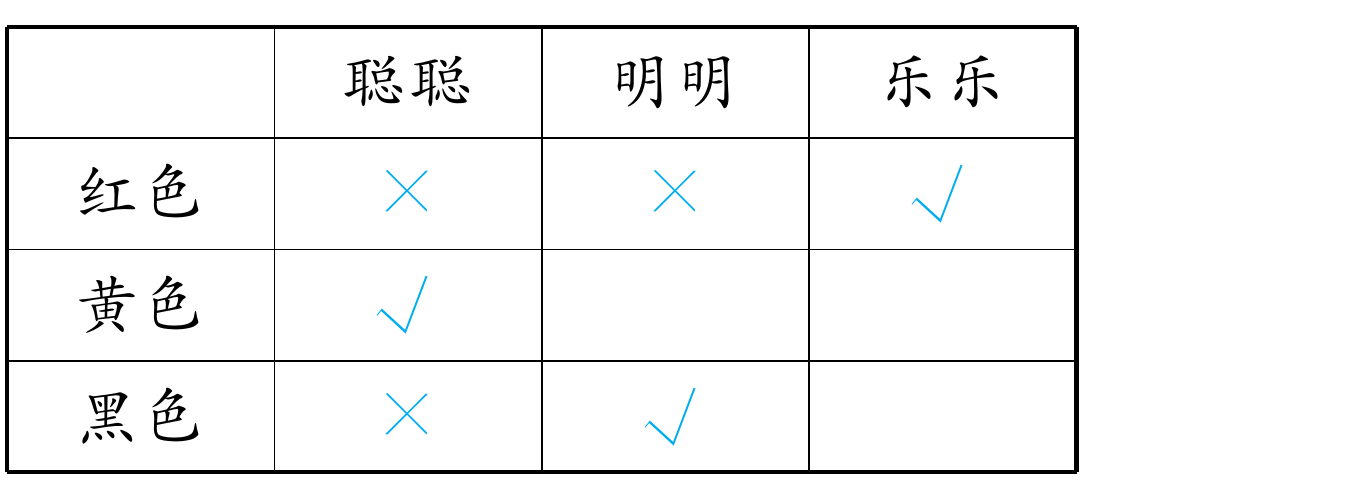 聪聪 明明 乐乐
红色 × × √
黄色 √
黑色 × √